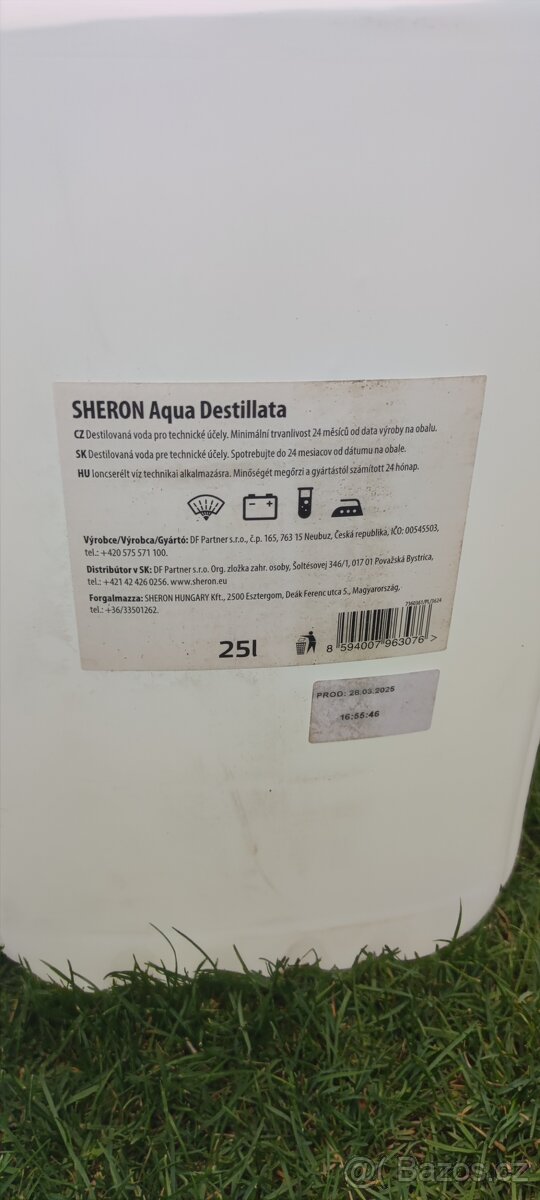 SHERON Aqua Destillata
CZ Destilovaná voda pro technické účely. Minimální trvanlivost 24 měsíců od data výroby na obalu.
SK Destilovaná voda pre technické účely. Spotrebujte do 24 mesiacov od dátumu na obale.
HU Ioncserélt víz technikai alkalmazásra. Minőségét megőrzi a gyártástól számított 24 hónap.
Výrobce/Výrobca/Gyártó: DF Partner s.r.o., č.p. 165, 763 15 Neubuz, Česká republika, IČO: 00545503,
tel.: +420 575 571 100.
Distribútor v SK: DF Partner s.r.o. Org. zložka zahr. osoby, Šoltésovej 346/1, 017 01 Považská Bystrica,
tel.: +421 42 426 0256. www.sheron.eu
Forgalmazza: SHERON HUNGARY Kft., 2500 Esztergom, Deák Ferenc utca 5., Magyarország,
tel.: +36/33501262.
25l
8 594007 963076 >
PROD: 28.03.2025
16:55:46
@ Bazos.cz